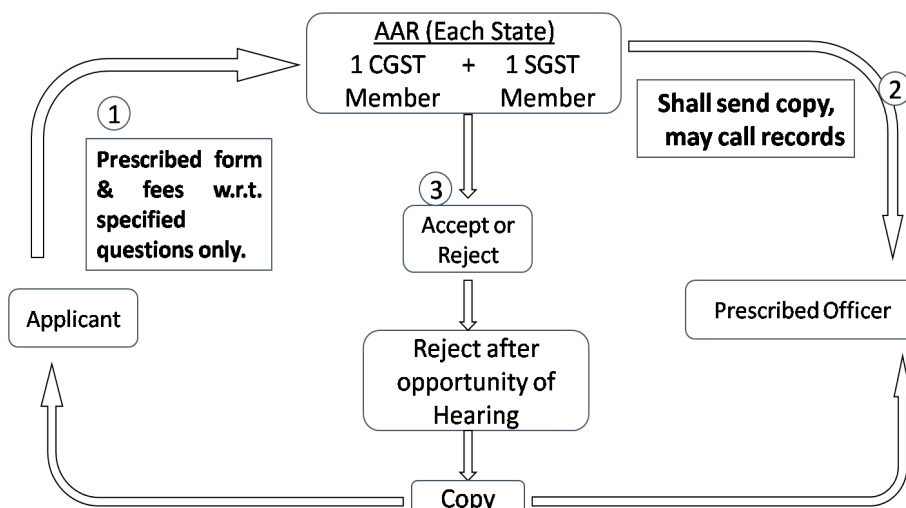 AAR (Each State)
1 CGST + 1 SGST
Member Member
1
Prescribed form
& fees w.r.t.
specified
questions only.
Shall send copy,
may call records
2
3
Accept or
Reject
Applicant
Prescribed Officer
Reject after
opportunity of
Hearing
Copy